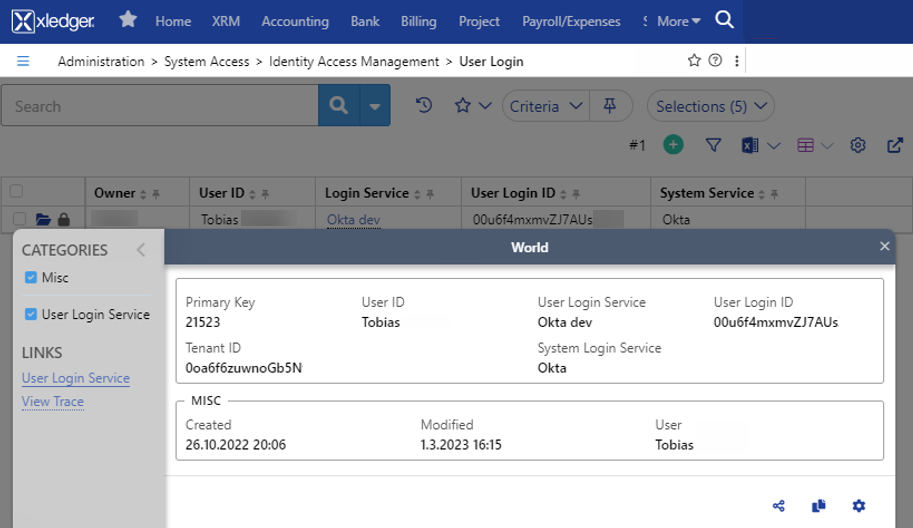 xledger Home XRM Accounting Bank Billing Project Payroll/Expenses More
Administration > System Access > Identity Access Management > User Login
Search Criteria Selections (5)
#1
Owner User ID Login Service User Login ID System Service
Tobias Okta dev 00u6f4mxmvZJ7AUs Okta
CATEGORIES
Misc
User Login Service
LINKS
User Login Service
View Trace
World
Primary Key User ID User Login Service User Login ID
21523 Tobias Okta dev 00u6f4mxmvZJ7AUs
Tenant ID System Login Service
0oa6f6zuwnoGb5N Okta
MISC
Created Modified User
26.10.2022 20:06 1.3.2023 16:15 Tobias